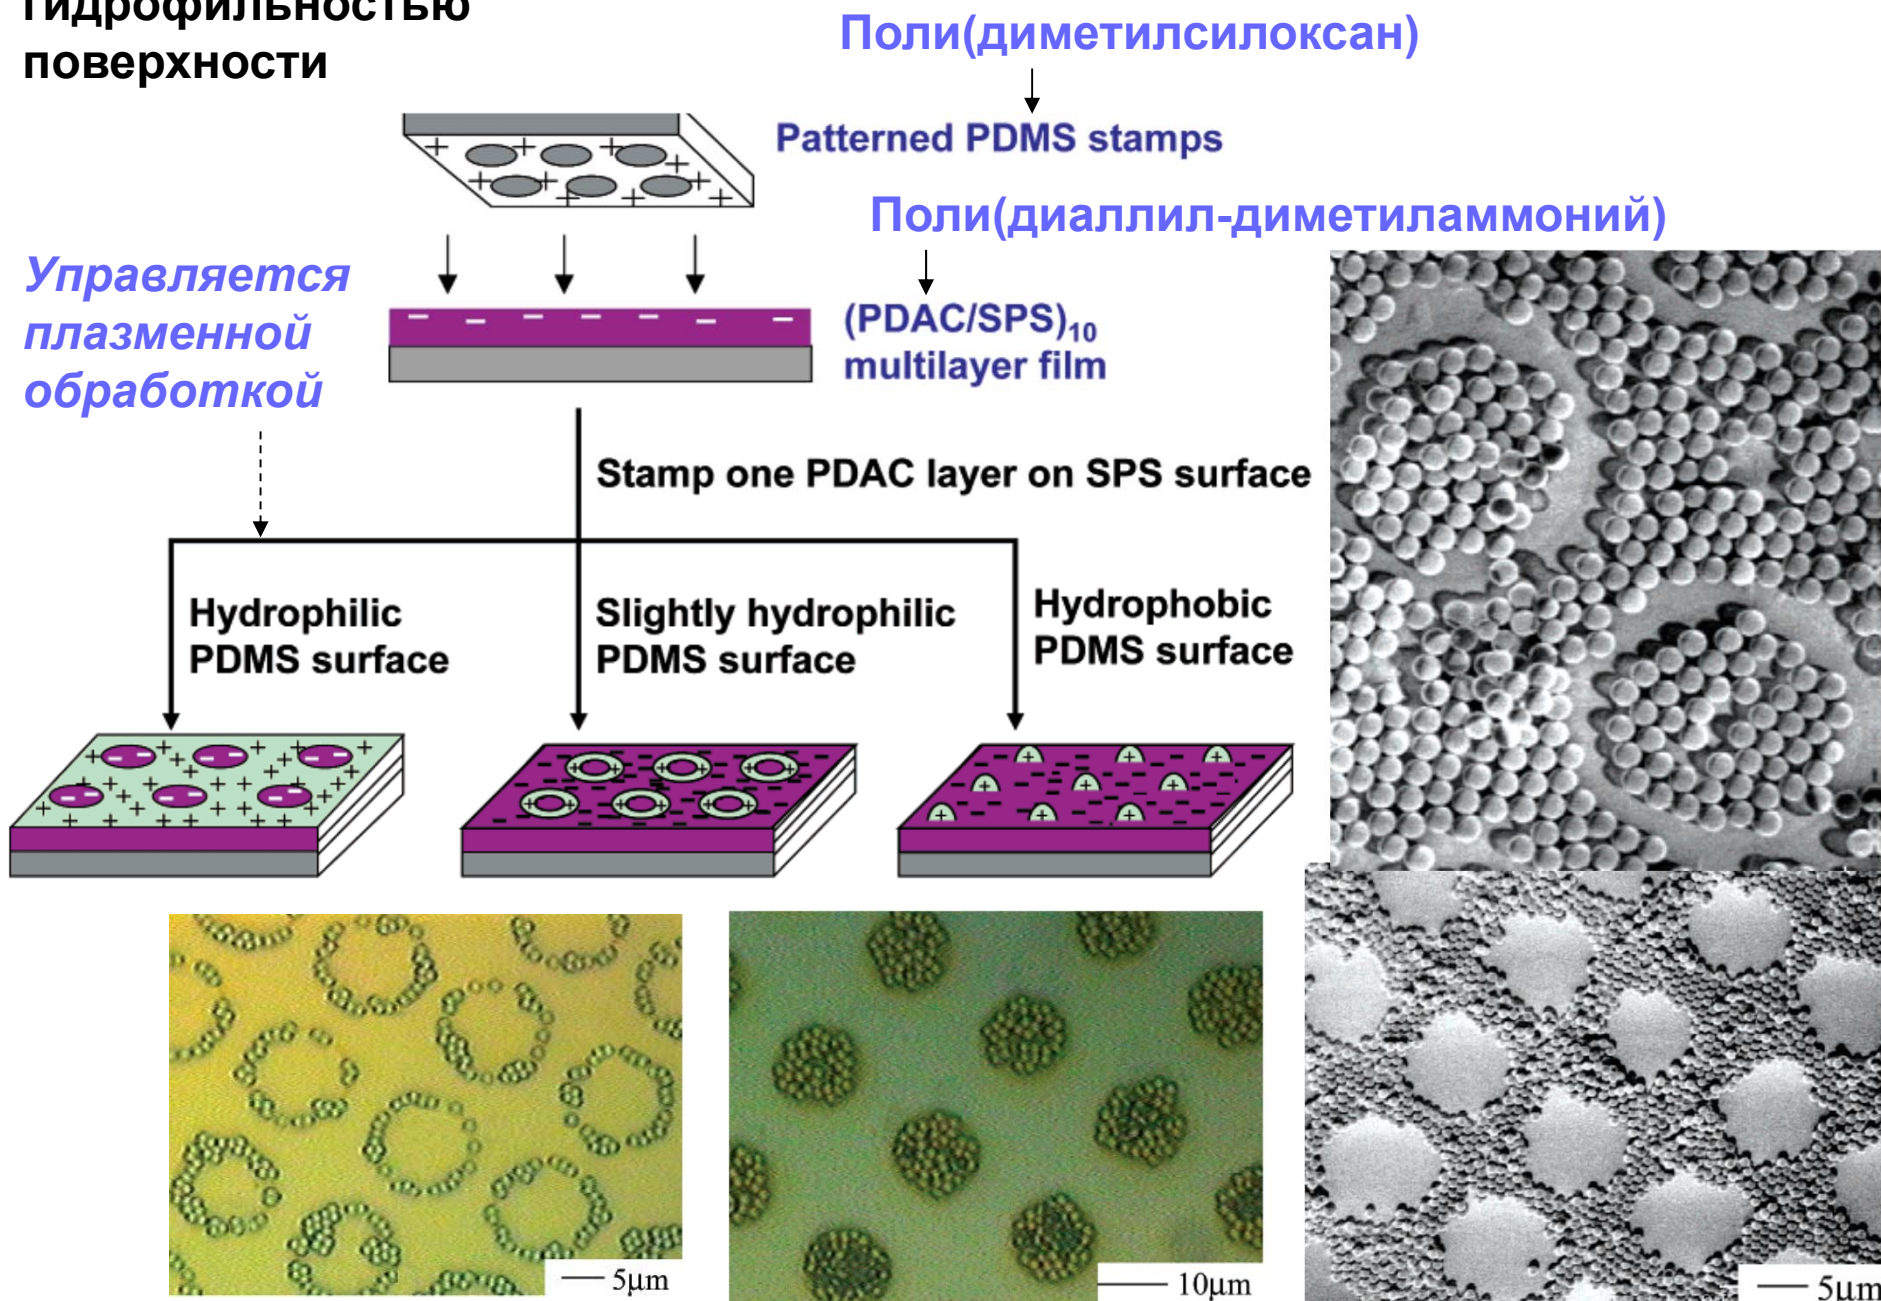 гидрофильностью
поверхности
Поли(диметилсилоксан)
Patterned PDMS stamps
Поли(диаллил-диметиламмоний)
Управляется
плазменной
обработкой
(PDAC/SPS)₁₀
multilayer film
Stamp one PDAC layer on SPS surface
Hydrophilic
PDMS surface
Slightly hydrophilic
PDMS surface
Hydrophobic
PDMS surface
5μm
10μm
5μm